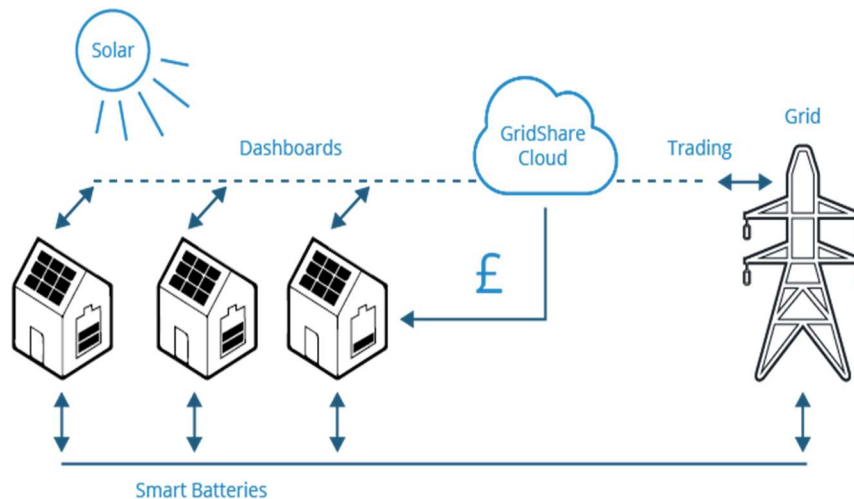 Solar
Dashboards
GridShare
Cloud
Trading
Grid
£
Smart Batteries